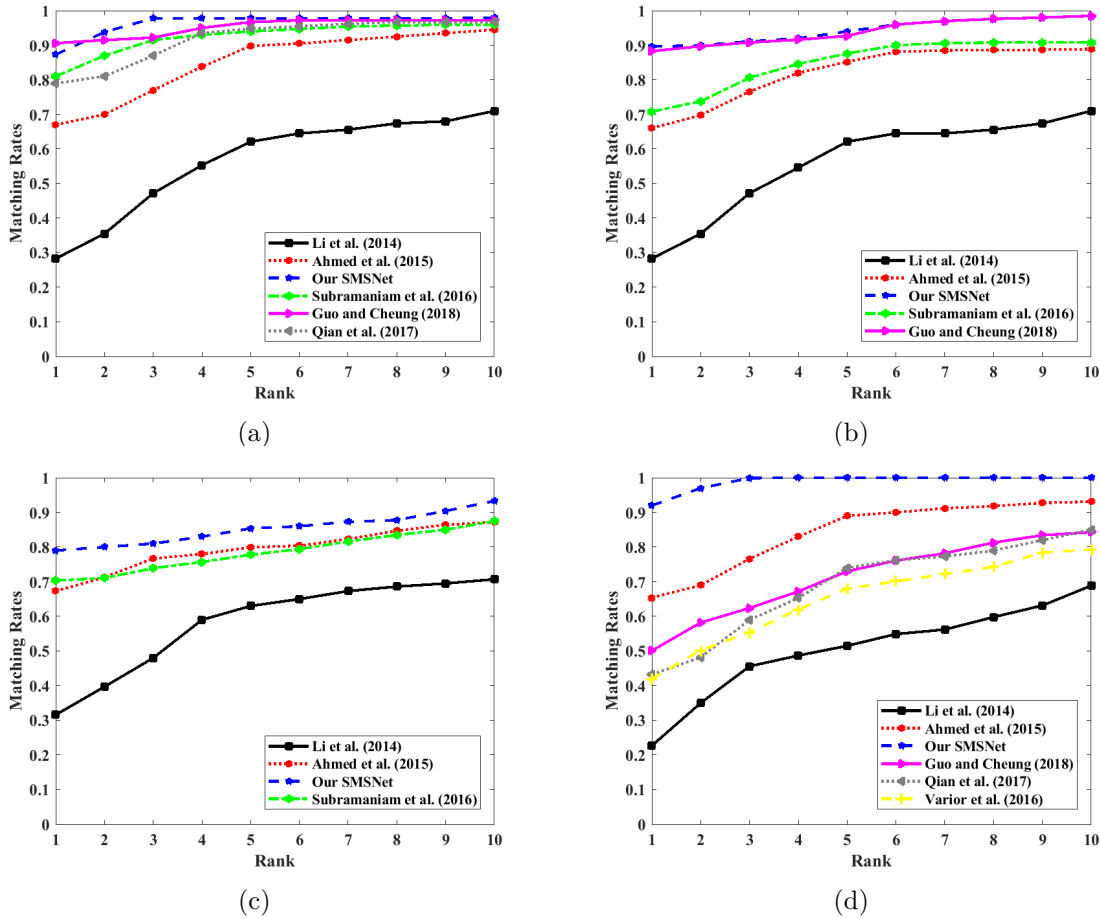 1
0.9
0.8
0.7
0.6
0.5
0.4
0.3
0.2
0.1
0
Matching Rates
Li et al. (2014)
Ahmed et al. (2015)
Our SMSNet
Subramaniam et al. (2016)
Guo and Cheung (2018)
Qian et al. (2017)
1 2 3 4 5 6 7 8 9 10
Rank
(a)
1
0.9
0.8
0.7
0.6
0.5
0.4
0.3
0.2
0.1
0
Matching Rates
Li et al. (2014)
Ahmed et al. (2015)
Our SMSNet
Subramaniam et al. (2016)
Guo and Cheung (2018)
1 2 3 4 5 6 7 8 9 10
Rank
(b)
1
0.9
0.8
0.7
0.6
0.5
0.4
0.3
0.2
0.1
0
Matching Rates
Li et al. (2014)
Ahmed et al. (2015)
Our SMSNet
Subramaniam et al. (2016)
1 2 3 4 5 6 7 8 9 10
Rank
(c)
1
0.9
0.8
0.7
0.6
0.5
0.4
0.3
0.2
0.1
0
Matching Rates
Li et al. (2014)
Ahmed et al. (2015)
Our SMSNet
Guo and Cheung (2018)
Qian et al. (2017)
Varior et al. (2016)
1 2 3 4 5 6 7 8 9 10
Rank
(d)